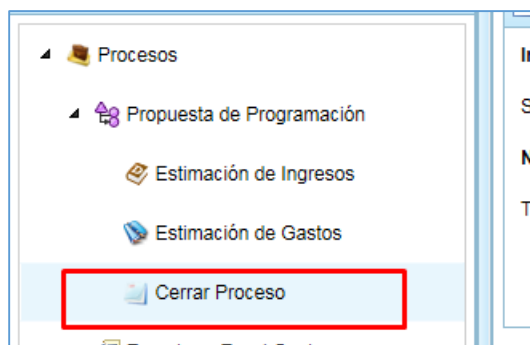 Procesos
Propuesta de Programación
Estimación de Ingresos
Estimación de Gastos
Cerrar Proceso